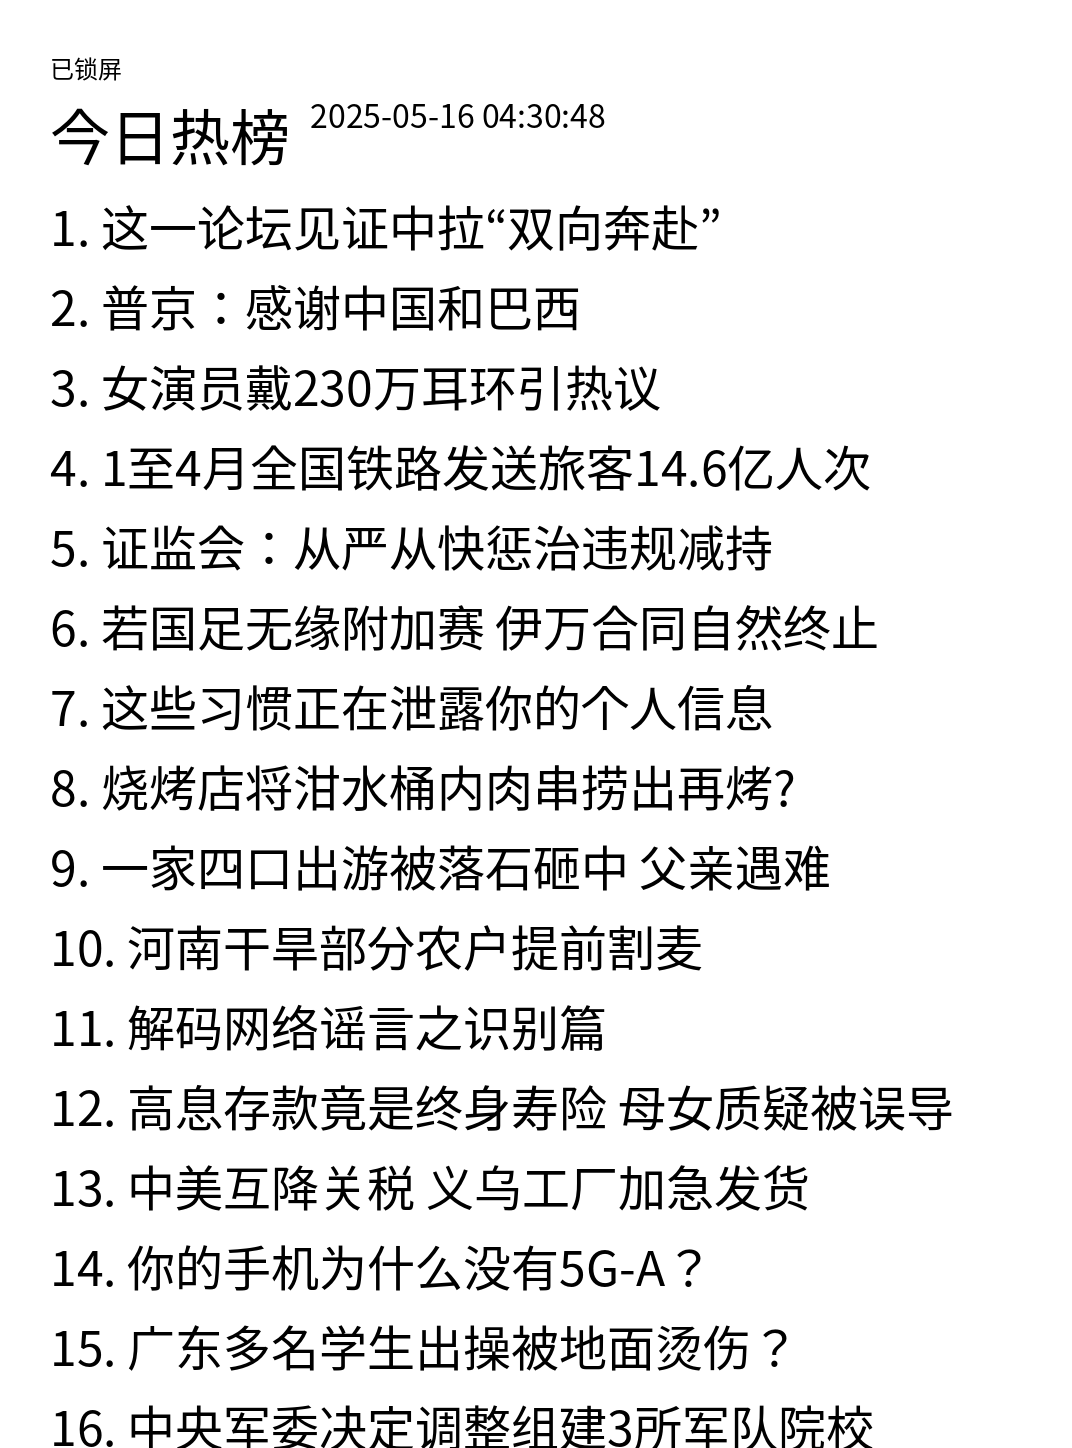 已锁屏
今日热榜 2025-05-16 04:30:48
1. 这一论坛见证中拉“双向奔赴”
2. 普京：感谢中国和巴西
3. 女演员戴230万耳环引热议
4. 1至4月全国铁路发送旅客14.6亿人次
5. 证监会：从严从快惩治违规减持
6. 若国足无缘附加赛 伊万合同自然终止
7. 这些习惯正在泄露你的个人信息
8. 烧烤店将泔水桶内肉串捞出再烤?
9. 一家四口出游被落石砸中 父亲遇难
10. 河南干旱部分农户提前割麦
11. 解码网络谣言之识别篇
12. 高息存款竟是终身寿险 母女质疑被误导
13. 中美互降关税 义乌工厂加急发货
14. 你的手机为什么没有5G-A？
15. 广东多名学生出操被地面烫伤？
16. 中央军委决定调整组建3所军队院校